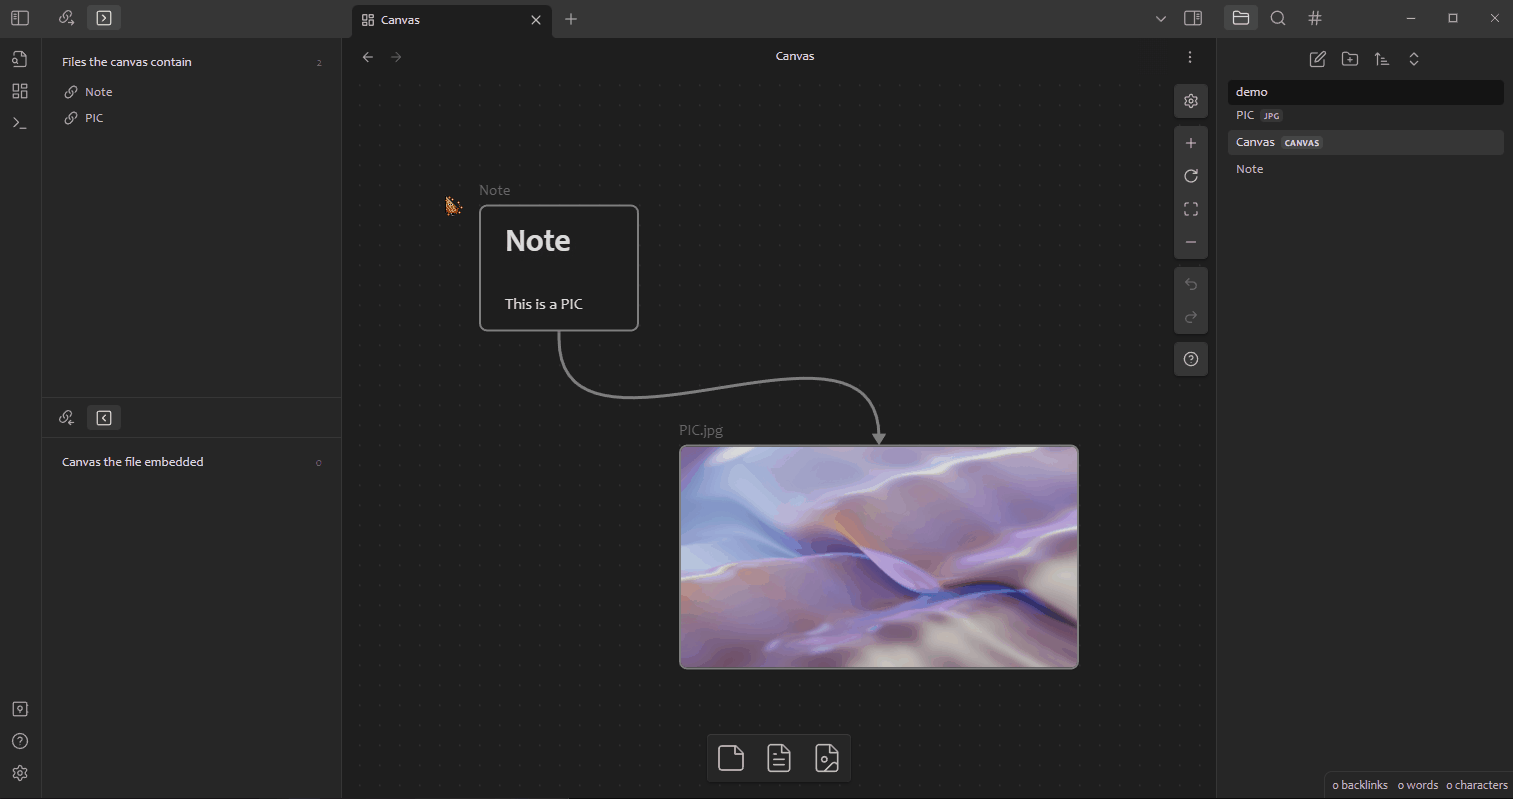 Canvas
Files the canvas contain 2
Note
PIC
Canvas the file embedded 0
Canvas
Note
Note
This is a PIC
PIC.jpg
demo
PIC JPG
Canvas CANVAS
Note
0 backlinks 0 words 0 characters